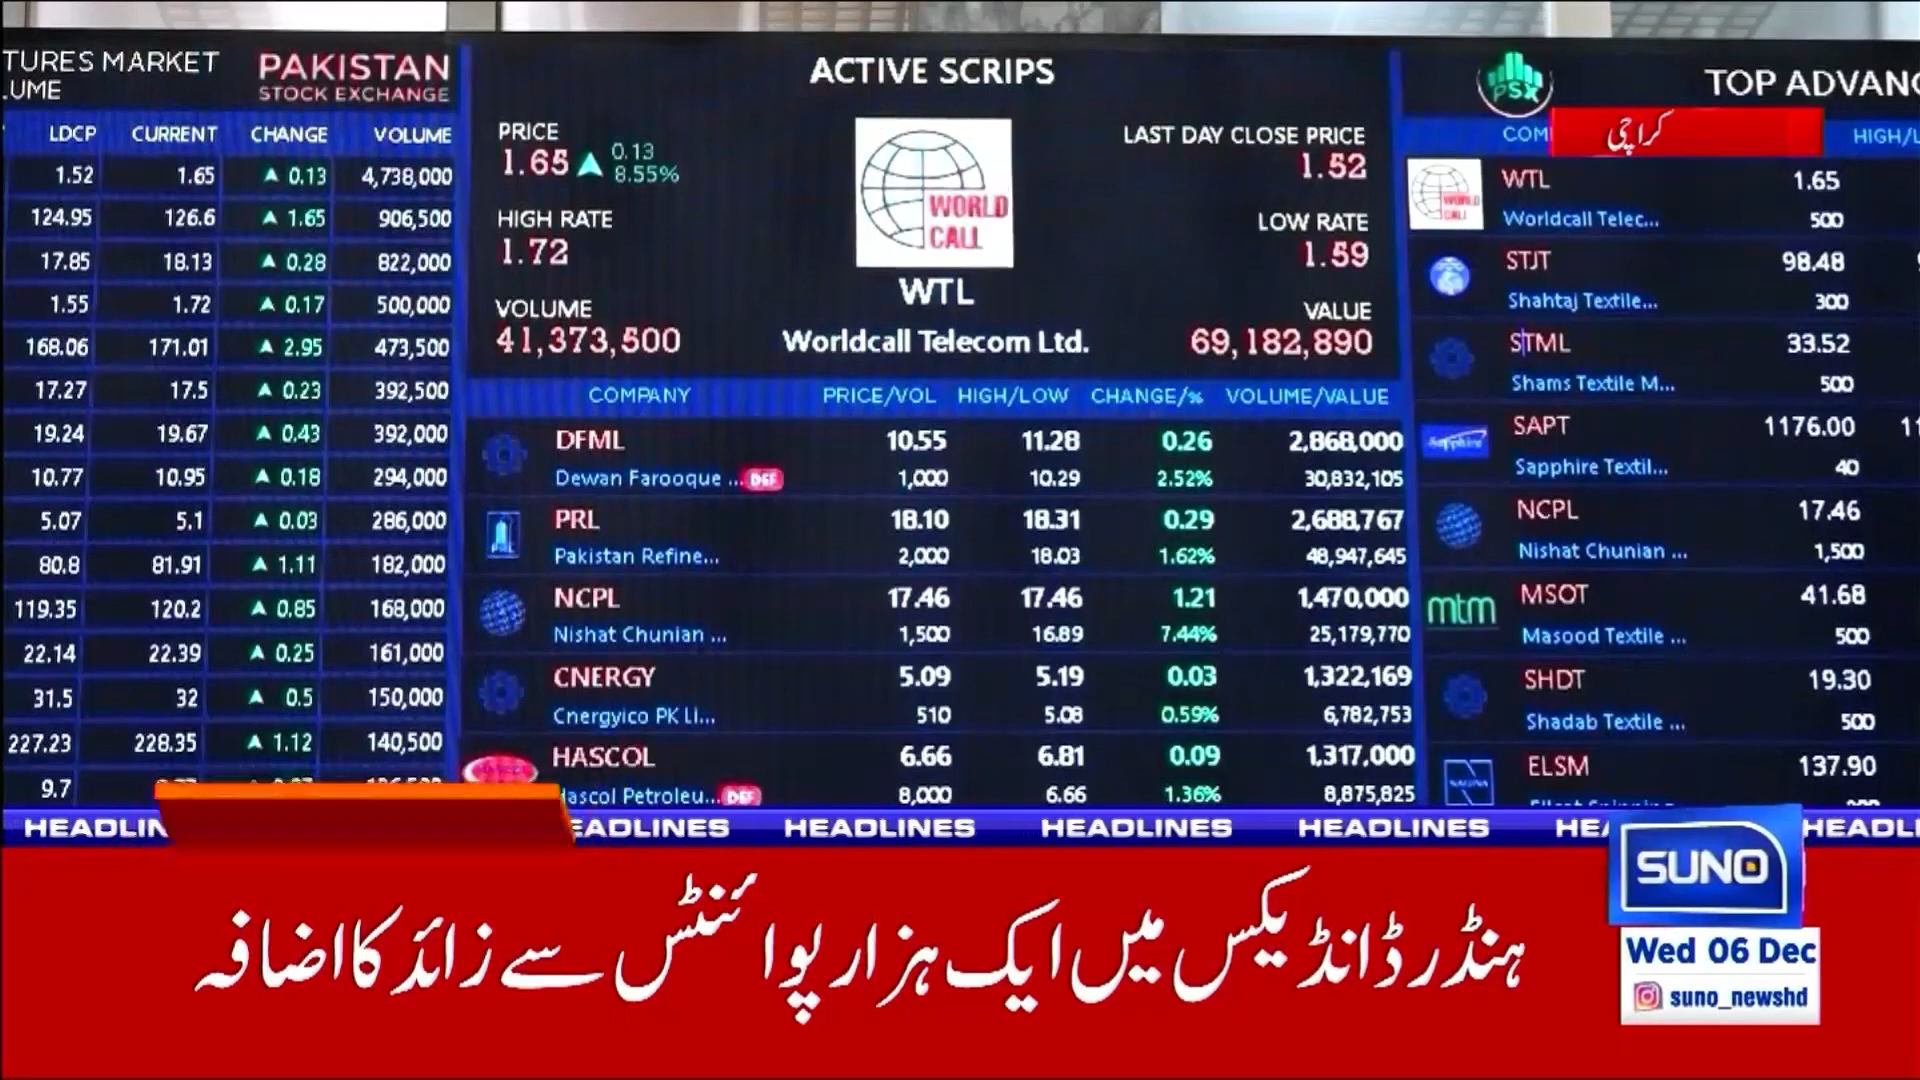 TURES MARKET
UME
PAKISTAN
STOCK EXCHANGE
LDCP CURRENT CHANGE VOLUME
1.52 1.65 ▲ 0.13 4,738,000
124.95 126.6 ▲ 1.65 906,500
17.85 18.13 ▲ 0.28 822,000
1.55 1.72 ▲ 0.17 500,000
168.06 171.01 ▲ 2.95 473,500
17.27 17.5 ▲ 0.23 392,500
19.24 19.67 ▲ 0.43 392,000
10.77 10.95 ▲ 0.18 294,000
5.07 5.1 ▲ 0.03 286,000
80.8 81.91 ▲ 1.11 182,000
119.35 120.2 ▲ 0.85 168,000
22.14 22.39 ▲ 0.25 161,000
31.5 32 ▲ 0.5 150,000
227.23 228.35 ▲ 1.12 140,500
9.7
ACTIVE SCRIPS
PRICE
1.65 ▲ 0.13
8.55%
HIGH RATE
1.72
VOLUME
41,373,500
WORLD
CALL
WTL
Worldcall Telecom Ltd.
LAST DAY CLOSE PRICE
1.52
LOW RATE
1.59
VALUE
69,182,890
COMPANY PRICE/VOL HIGH/LOW CHANGE/% VOLUME/VALUE
DFML 10.55 11.28 0.26 2,868,000
Dewan Farooque ... DEF 1,000 10.29 2.52% 30,832,105
PRL 18.10 18.31 0.29 2,688,767
Pakistan Refine... 2,000 18.03 1.62% 48,947,645
NCPL 17.46 17.46 1.21 1,470,000
Nishat Chunian ... 1,500 16.89 7.44% 25,179,770
CNERGY 5.09 5.19 0.03 1,322,169
Cnergyico PK Li... 510 5.08 0.59% 6,782,753
HASCOL 6.66 6.81 0.09 1,317,000
Hascol Petroleu... DEF 8,000 6.66 1.36% 8,875,825
PSX
TOP ADVANC
کراچی
COM HIGH/L
WORLD
CALL
WTL 1.65
Worldcall Telec... 500
STJT 98.48
Shahtaj Textile... 300
STML 33.52
Shams Textile M... 500
Sapphire
SAPT 1176.00 11
Sapphire Textil... 40
NCPL 17.46
Nishat Chunian ... 1,500
mtm
MSOT 41.68
Masood Textile ... 500
SHDT 19.30
Shadab Textile ... 500
ELSM 137.90
HEADLIN EADLINES HEADLINES HEADLINES HEADLINES HEA HEADLI
ہنڈرڈ انڈیکس میں ایک ہزار پوائنٹس سے زائد کا اضافہ
SUNO
Wed 06 Dec
suno_newshd